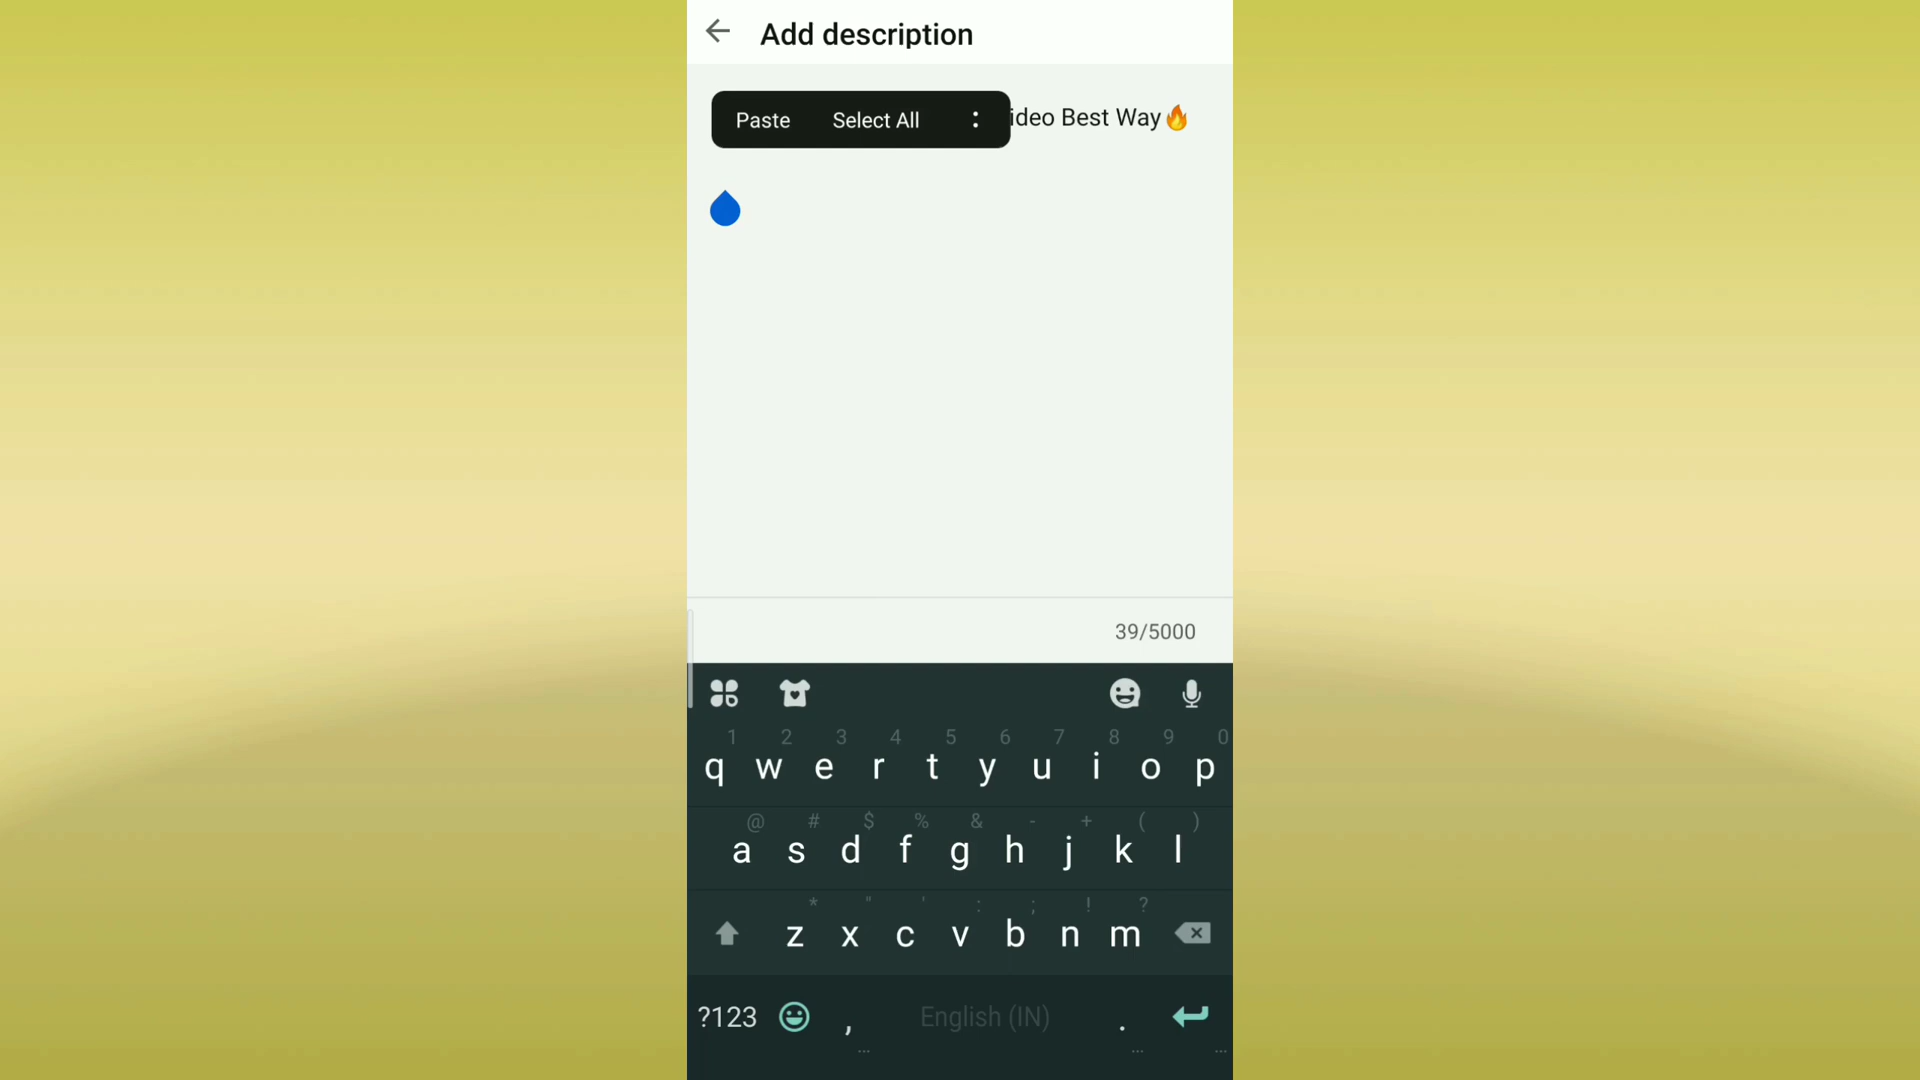 Add description
Paste Select All : ideo Best Way🔥
39/5000
1 2 3 4 5 6 7 8 9 0
q w e r t y u i o p
@ # $ % & - + ( )
a s d f g h j k l
* " ' : ; ! ?
z x c v b n m
?123 , English (IN) .
... ... ...